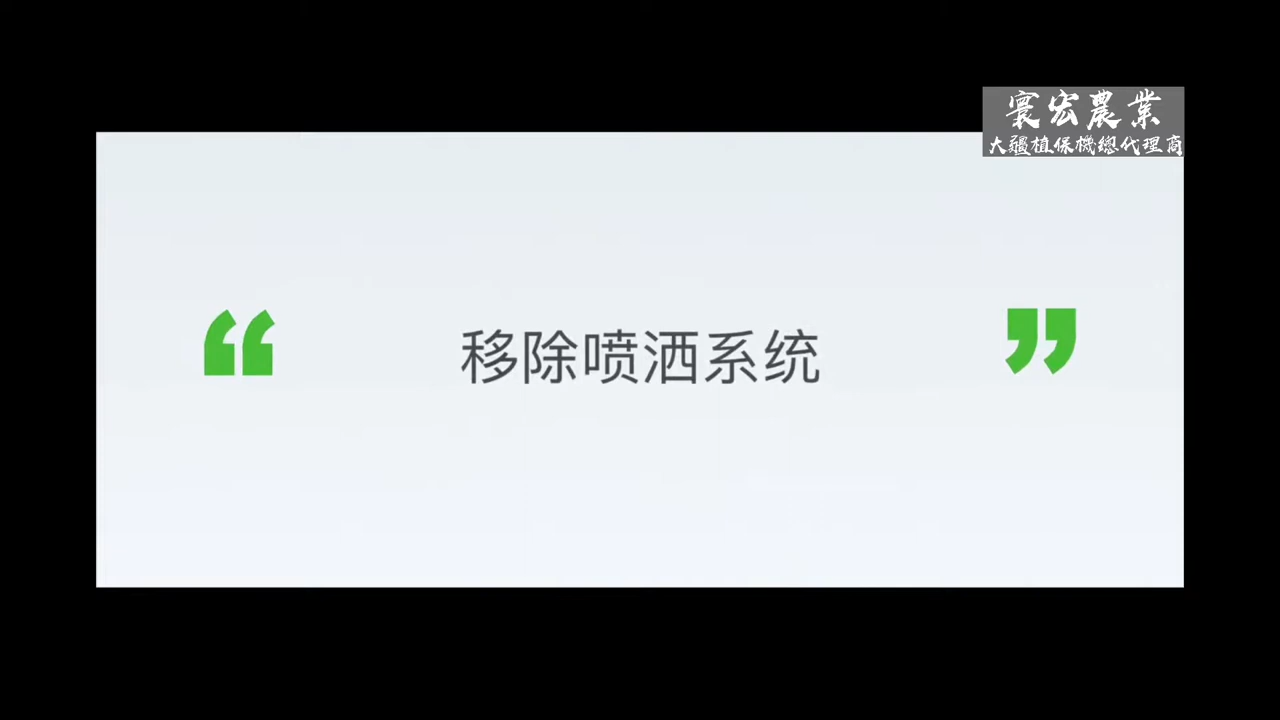 寰宏農業
大疆植保機總代理商
“ 移除喷洒系统 ”